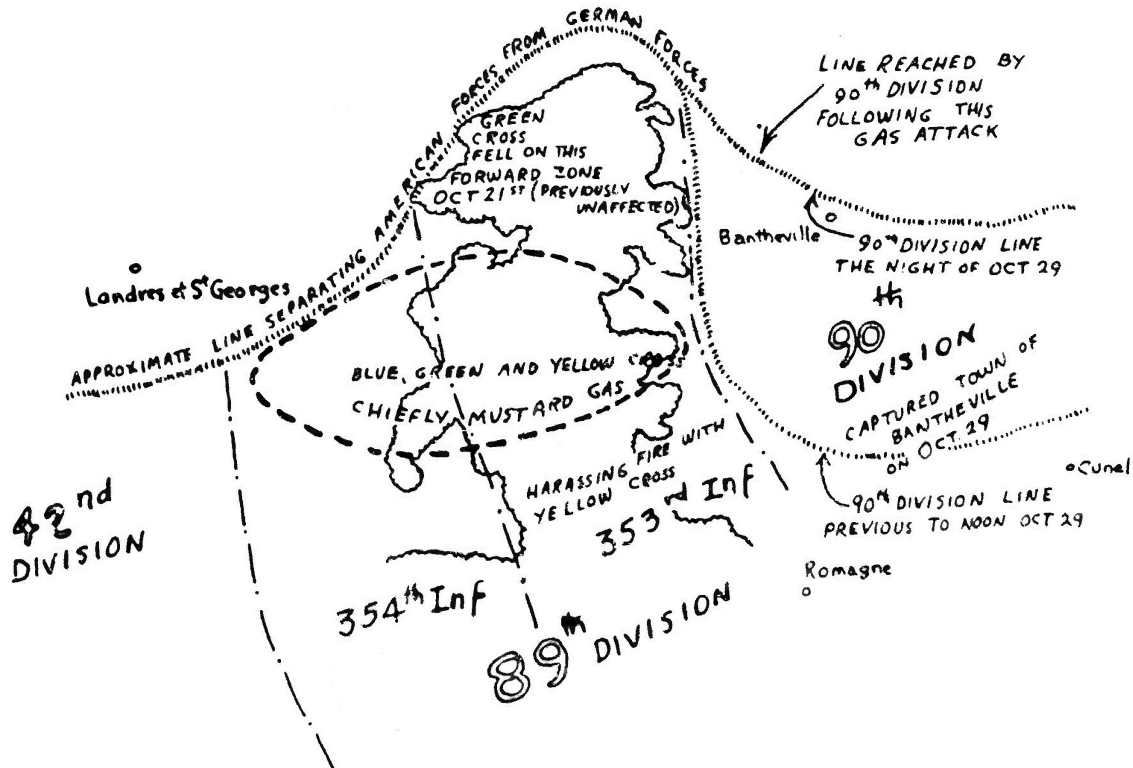 APPROXIMATE LINE SEPARATING AMERICAN FORCES FROM GERMAN FORCES
LINE REACHED BY
90th DIVISION
FOLLOWING THIS
GAS ATTACK
GREEN
CROSS
FELL ON THIS
FORWARD ZONE
OCT 21ST (PREVIOUSLY
UNAFFECTED)
Bantheville
90TH DIVISION LINE
THE NIGHT OF OCT 29
Landres et St Georges
90th
DIVISION
CAPTURED TOWN OF
BANTHEVILLE
ON OCT. 29
BLUE, GREEN AND YELLOW CROSS
CHIEFLY MUSTARD GAS
HARASSING FIRE WITH
YELLOW CROSS
Cunel
90TH DIVISION LINE
PREVIOUS TO NOON OCT 29
42nd
DIVISION
353rd Inf
Romagne
354th Inf
89th DIVISION